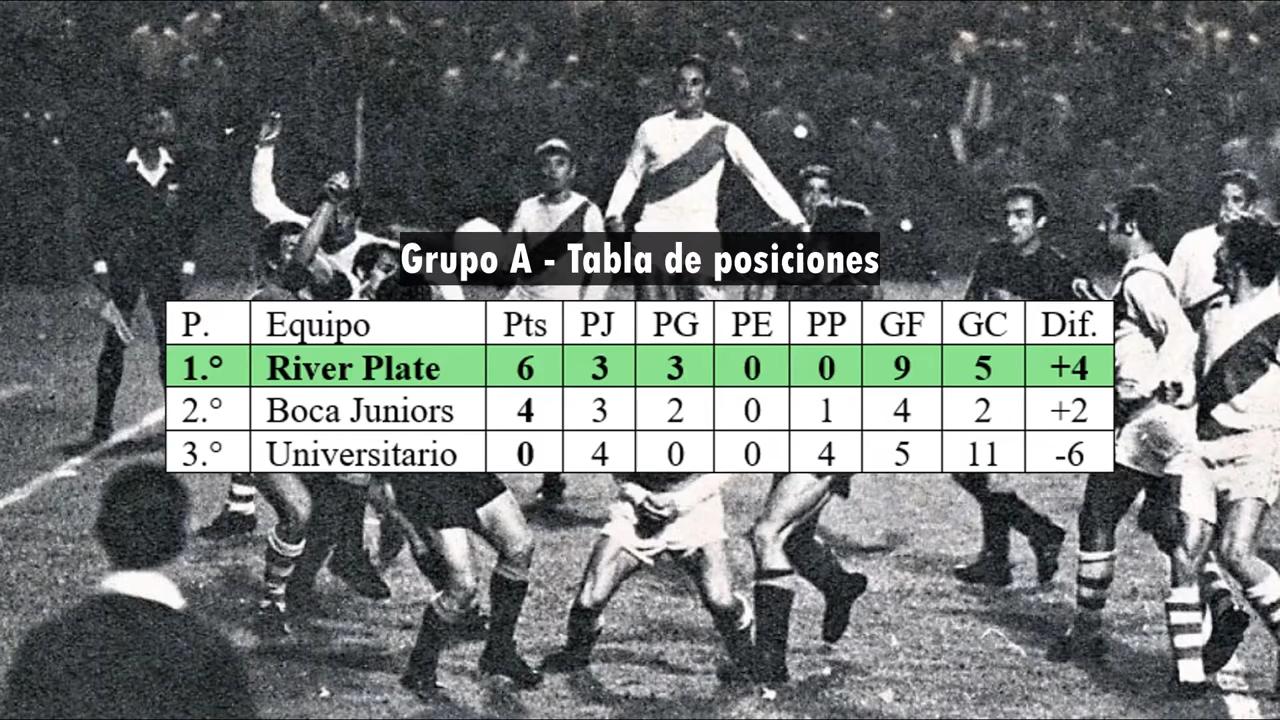 Grupo A - Tabla de posiciones
P. Equipo Pts PJ PG PE PP GF GC Dif.
1.° River Plate 6 3 3 0 0 9 5 +4
2.° Boca Juniors 4 3 2 0 1 4 2 +2
3.° Universitario 0 4 0 0 4 5 11 -6